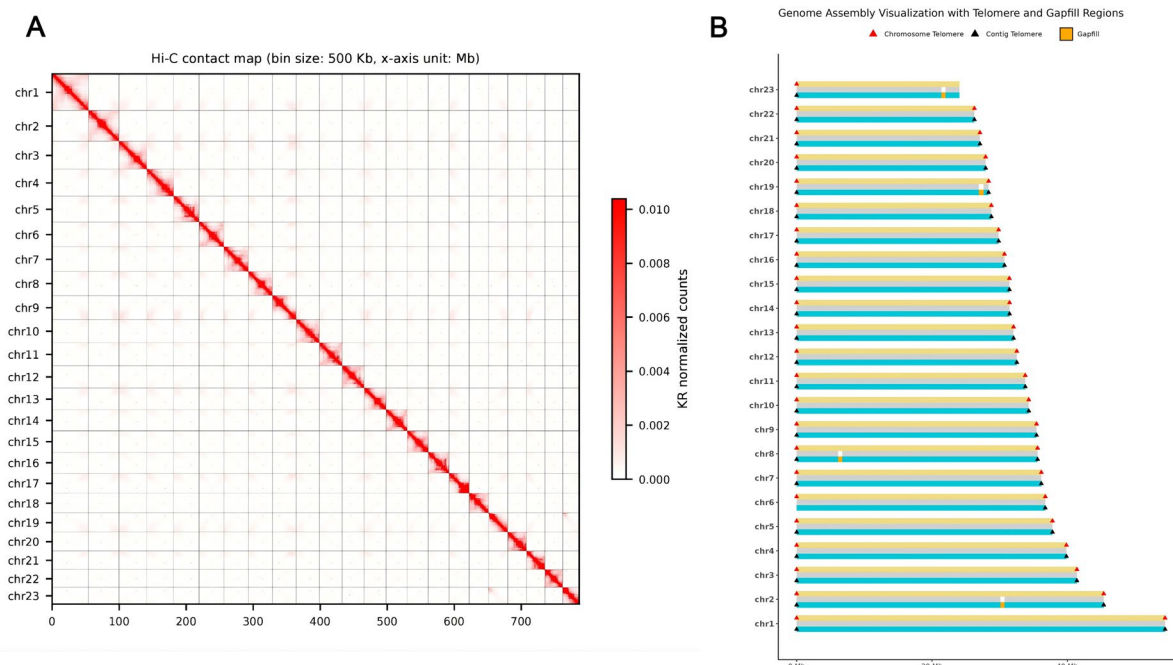 A
Hi-C contact map (bin size: 500 Kb, x-axis unit: Mb)
chr1
chr2
chr3
chr4
chr5
chr6
chr7
chr8
chr9
chr10
chr11
chr12
chr13
chr14
chr15
chr16
chr17
chr18
chr19
chr20
chr21
chr22
chr23
0 100 200 300 400 500 600 700
0.010
0.008
0.006
0.004
0.002
0.000
KR normalized counts
B
Genome Assembly Visualization with Telomere and Gapfill Regions
Chromosome Telomere Contig Telomere Gapfill
chr23
chr22
chr21
chr20
chr19
chr18
chr17
chr16
chr15
chr14
chr13
chr12
chr11
chr10
chr9
chr8
chr7
chr6
chr5
chr4
chr3
chr2
chr1